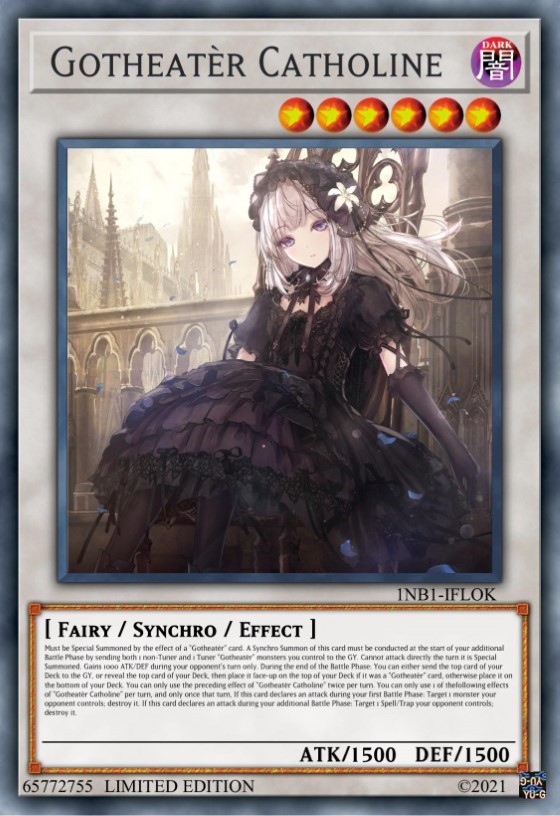 GOTHEATÈR CATHOLINE
DARK
闇
1NB1-IFLOK
[ FAIRY / SYNCHRO / EFFECT ]
Must be Special Summoned by the effect of a "Gotheatèr" card. A Synchro Summon of this card must be conducted at the start of your additional
Battle Phase by sending both 1 non-Tuner and 1 Tuner "Gotheatèr" monsters you control to the GY. Cannot attack directly the turn it is Special
Summoned. Gains 1000 ATK/DEF during your opponent's turn only. During the end of the Battle Phase: You can either send the top card of your
Deck to the GY, or reveal the top card of your Deck, then place it face-up on the top of your Deck if it was a "Gotheatèr" card, otherwise place it on
the bottom of your Deck. You can only use the preceding effect of "Gotheatèr Catholine" twice per turn. You can only use 1 of thefollowing effects
of "Gotheatèr Catholine" per turn, and only once that turn. If this card declares an attack during your first Battle Phase: Target 1 monster your
opponent controls; destroy it. If this card declares an attack during your additional Battle Phase: Target 1 Spell/Trap your opponent controls;
destroy it.
ATK/1500 DEF/1500
65772755 LIMITED EDITION ©2021